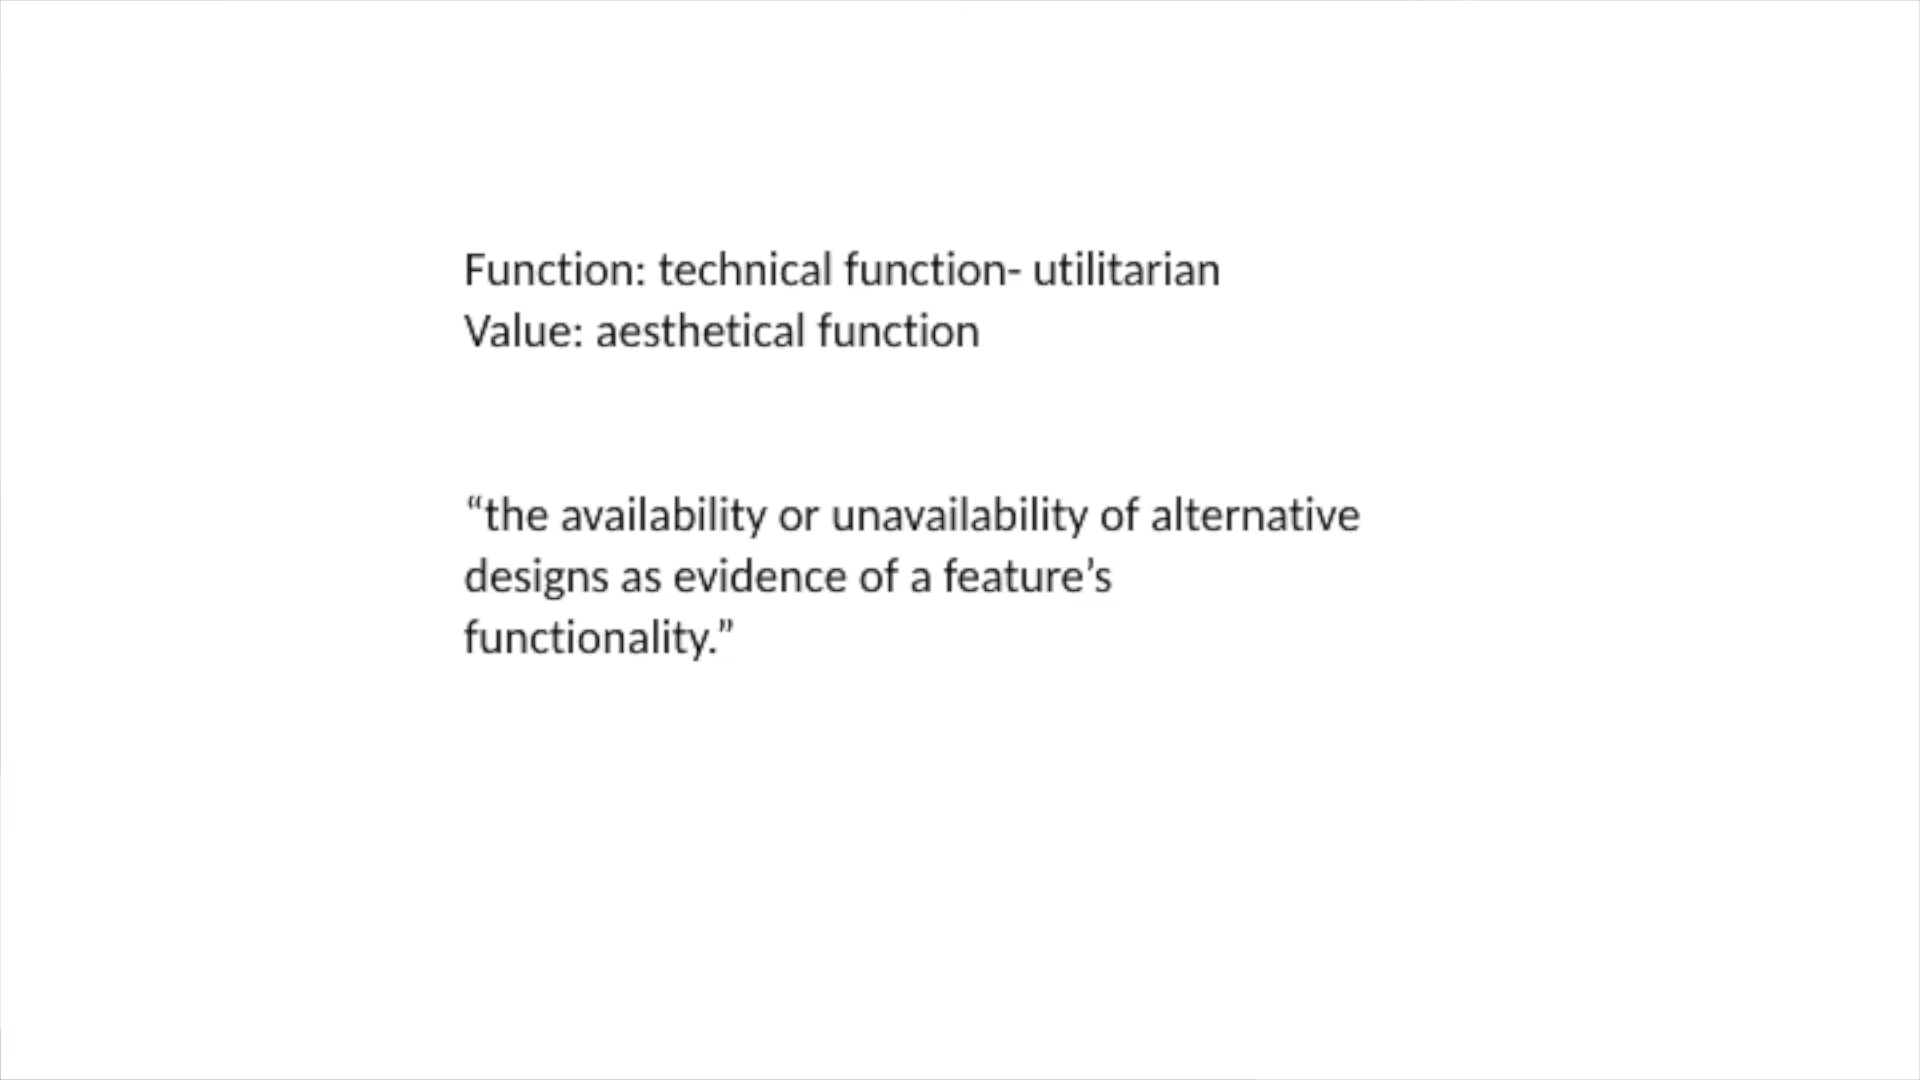 Function: technical function- utilitarian
Value: aesthetical function
“the availability or unavailability of alternative
designs as evidence of a feature’s
functionality.”